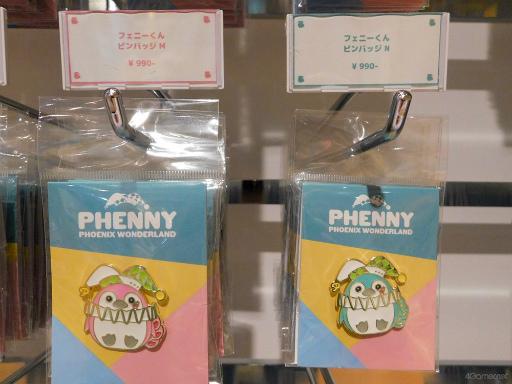 フェニーくん
ピンバッジ M
¥ 990-
フェニーくん
ピンバッジ N
¥ 990-
PHENNY
PHOENIX WONDERLAND
PHENNY
PHOENIX WONDERLAND
4Gamer.net